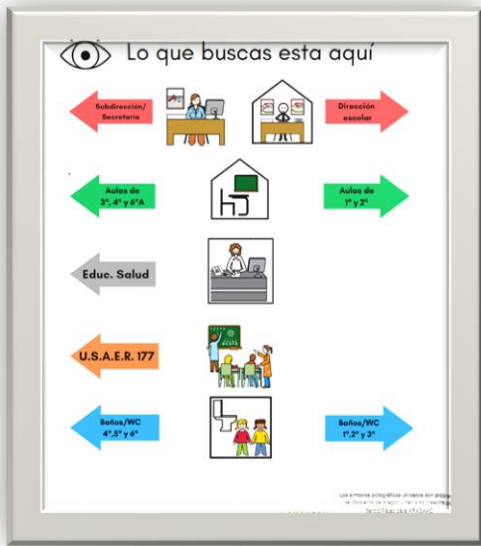 Lo que buscas esta aquí
Subdirección/
Secretaria
Dirección
escolar
Aulas de
3°, 4° y 6°A
Aulas de
1° y 2°
Educ. Salud
U.S.A.E.R. 177
Baños/WC
4°,5° y 6°
Baños/WC
1°,2° y 3°
Los símbolos pictográficos utilizados son